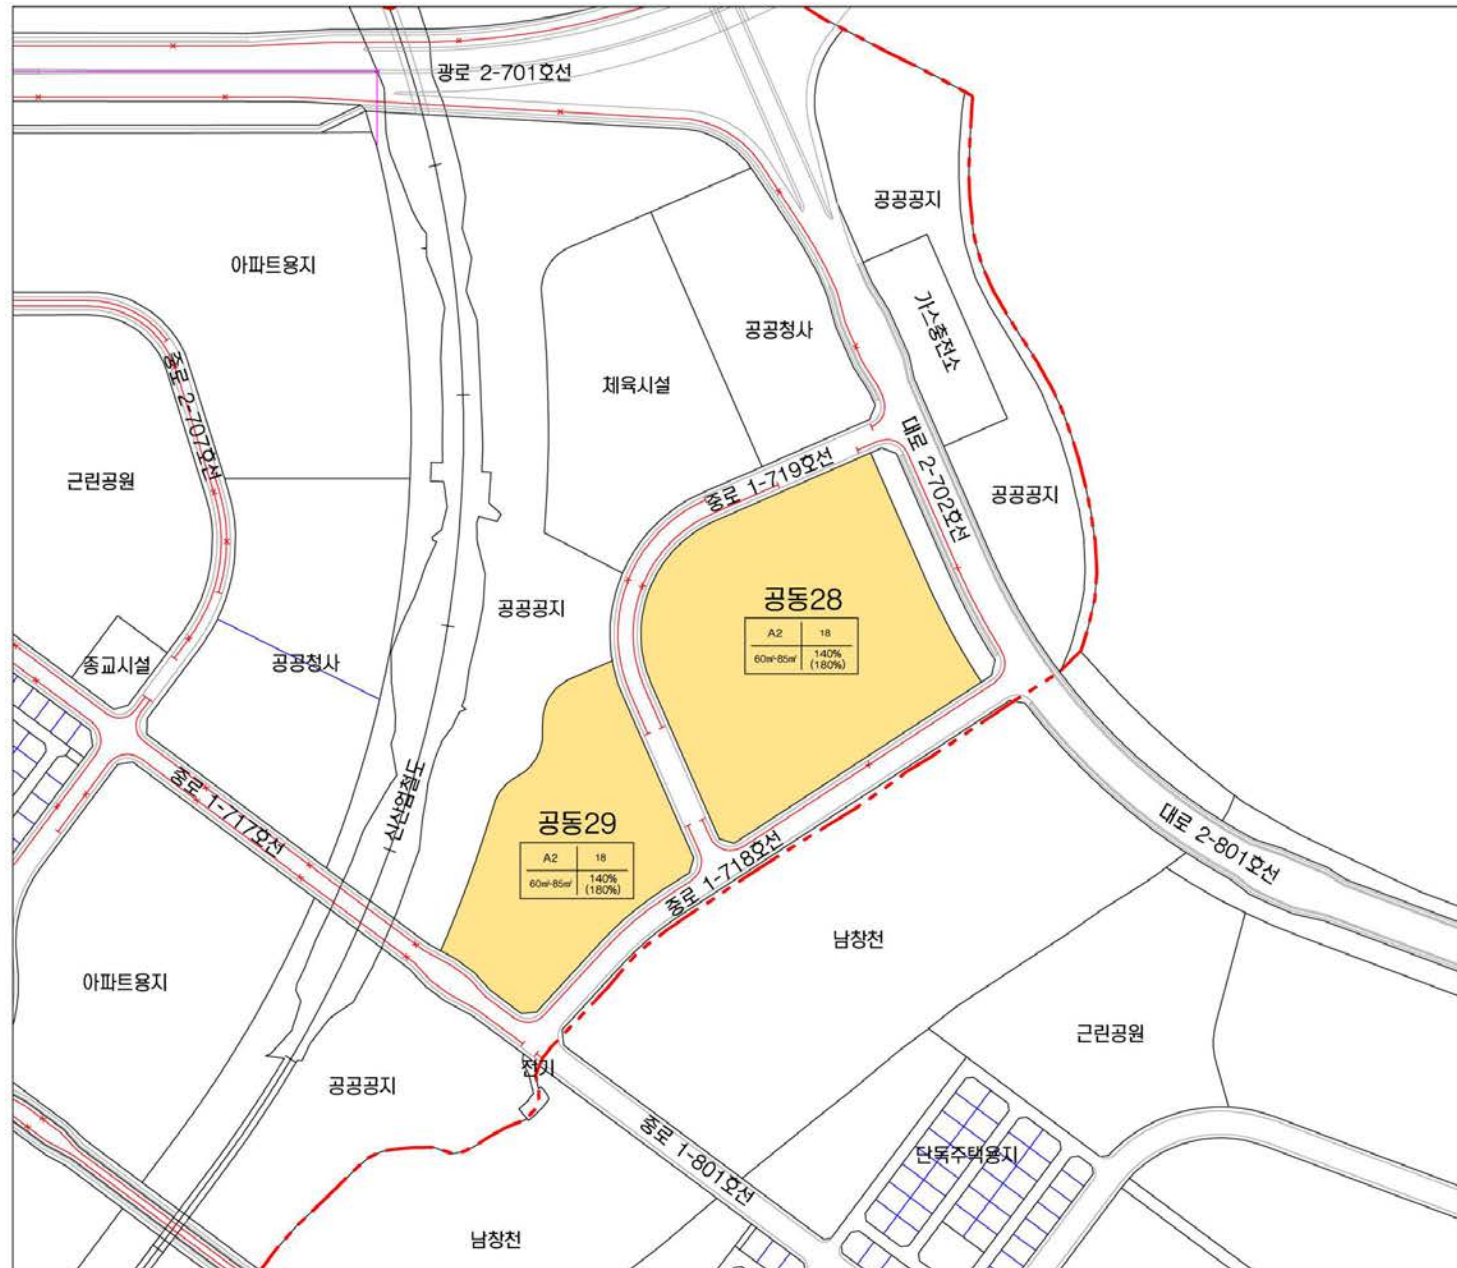 광로 2-701호선
공공공지
아파트용지
가스충전소
공공청사
중로 2-707호선
체육시설
대로 2-702호선
근린공원
중로 1-719호선
공공공지
공동28
A2 18
60㎡-85㎡ 140%
(180%)
공공공지
종교시설
공공청사
신산업철도
중로 1-717호선
공동29
A2 18
60㎡-85㎡ 140%
(180%)
중로 1-718호선
대로 2-801호선
남창천
아파트용지
근린공원
전기
공공공지
중로 1-801호선
단독주택용지
남창천